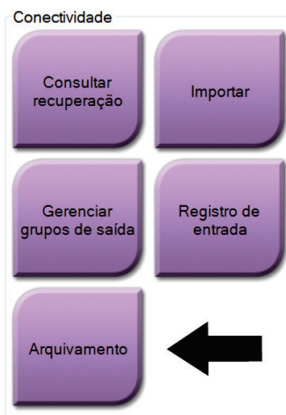 Conectividade
Consultar
recuperação
Importar
Gerenciar
grupos de saída
Registro de
entrada
Arquivamento